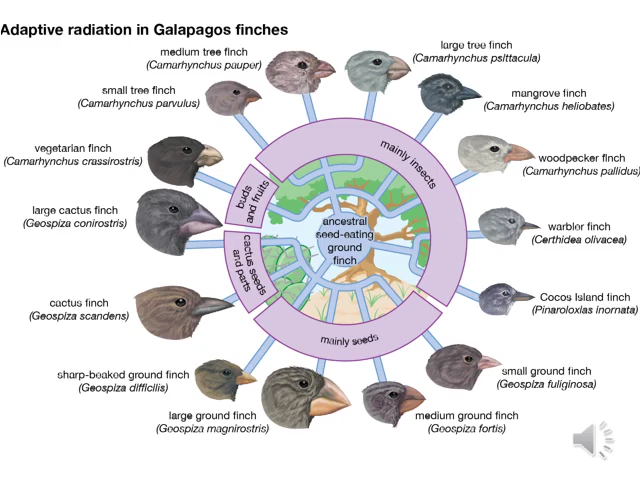 Adaptive radiation in Galapagos finches
medium tree finch
(Camarhynchus pauper)
large tree finch
(Camarhynchus psittacula)
small tree finch
(Camarhynchus parvulus)
mangrove finch
(Camarhynchus heliobates)
vegetarian finch
(Camarhynchus crassirostris)
woodpecker finch
(Camarhynchus pallidus)
mainly insects
buds
and fruits
large cactus finch
(Geospiza conirostris)
warbler finch
(Certhidea olivacea)
ancestral
seed-eating
ground
finch
cactus seeds
and parts
cactus finch
(Geospiza scandens)
Cocos Island finch
(Pinaroloxias inornata)
mainly seeds
sharp-beaked ground finch
(Geospiza difficilis)
small ground finch
(Geospiza fuliginosa)
large ground finch
(Geospiza magnirostris)
medium ground finch
(Geospiza fortis)